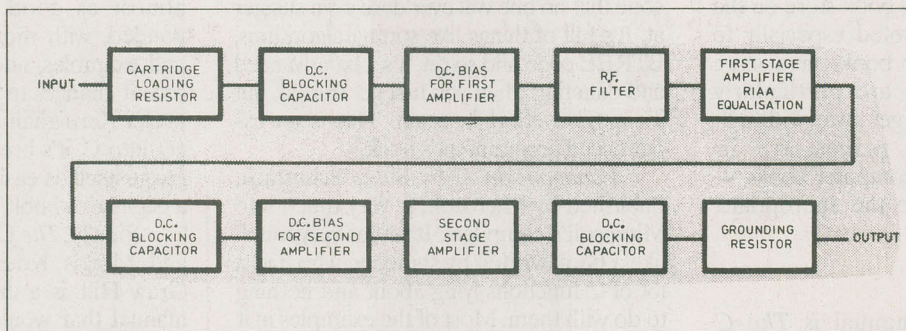 INPUT
CARTRIDGE
LOADING
RESISTOR
D.C.
BLOCKING
CAPACITOR
D.C. BIAS
FOR FIRST
AMPLIFIER
R.F.
FILTER
FIRST STAGE
AMPLIFIER
RIAA
EQUALISATION
D.C.
BLOCKING
CAPACITOR
D.C. BIAS
FOR SECOND
AMPLIFIER
SECOND
STAGE
AMPLIFIER
D.C.
BLOCKING
CAPACITOR
GROUNDING
RESISTOR
OUTPUT